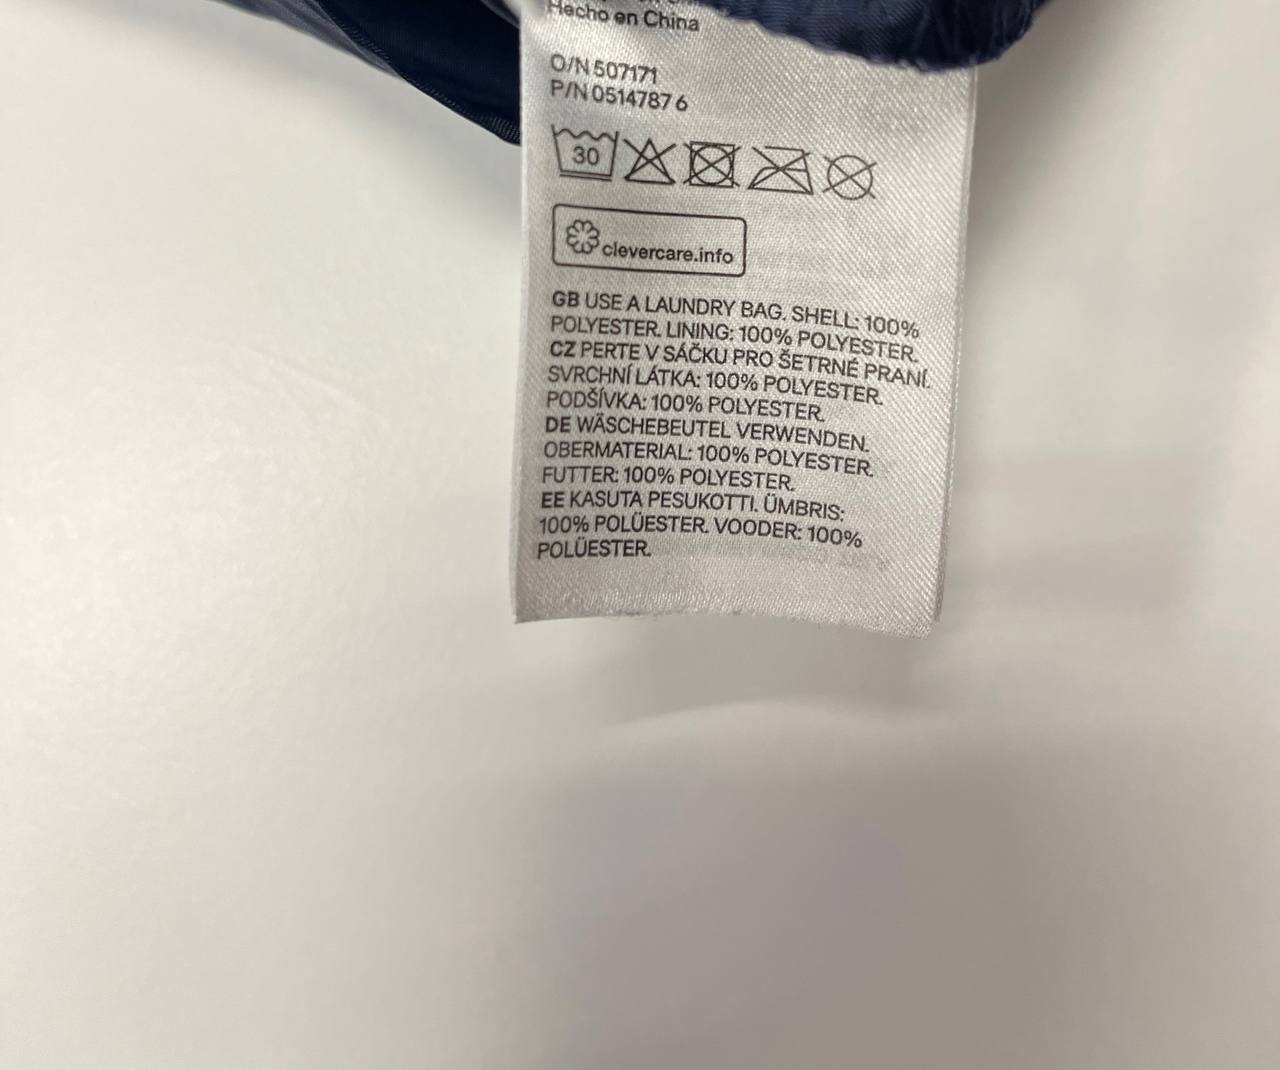 Hecho en China
O/N 507171
P/N 0514787 6
30
clevercare.info
GB USE A LAUNDRY BAG. SHELL: 100%
POLYESTER. LINING: 100% POLYESTER.
CZ PERTE V SÁČKU PRO ŠETRNÉ PRANÍ.
SVRCHNÍ LÁTKA: 100% POLYESTER.
PODŠÍVKA: 100% POLYESTER.
DE WÄSCHEBEUTEL VERWENDEN.
OBERMATERIAL: 100% POLYESTER.
FUTTER: 100% POLYESTER.
EE KASUTA PESUKOTTI. ÜMBRIS:
100% POLÜESTER. VOODER: 100%
POLÜESTER.